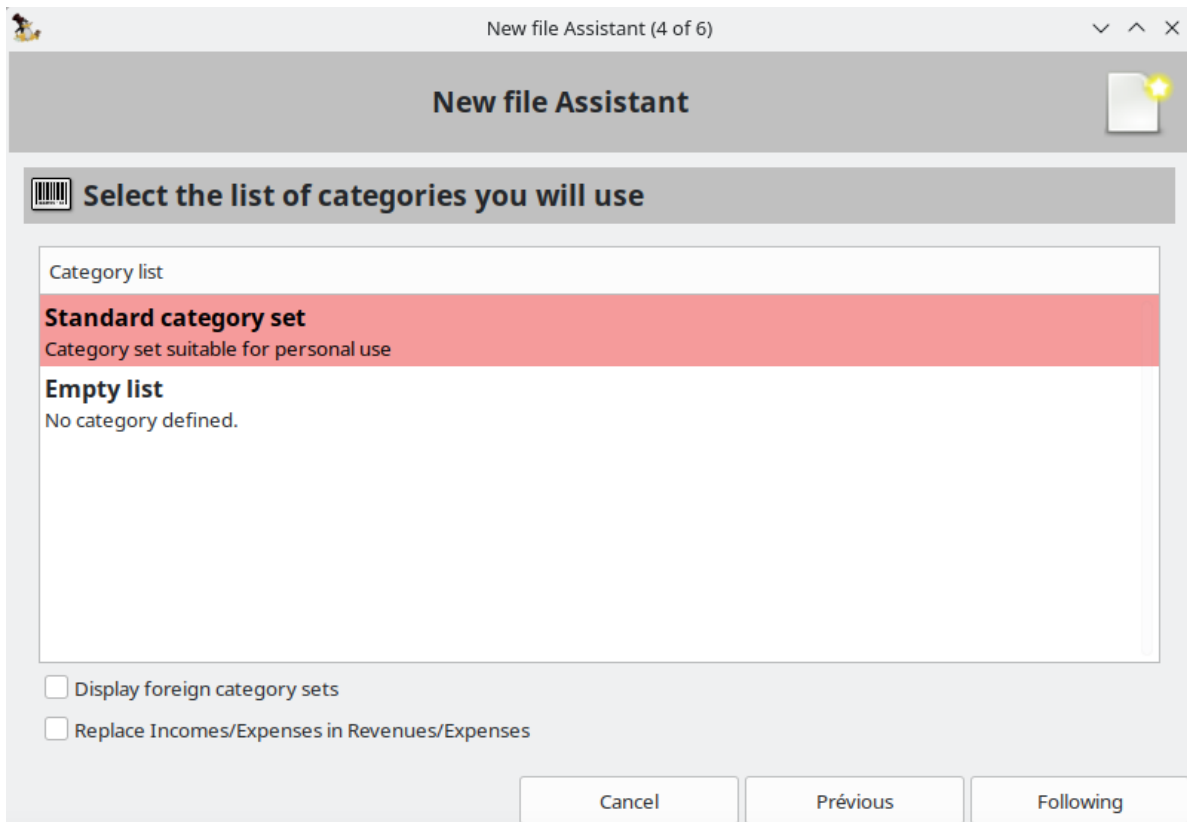 New file Assistant (4 of 6)
New file Assistant
Select the list of categories you will use
Category list
Standard category set
Category set suitable for personal use
Empty list
No category defined.
Display foreign category sets
Replace Incomes/Expenses in Revenues/Expenses
Cancel Prévious Following